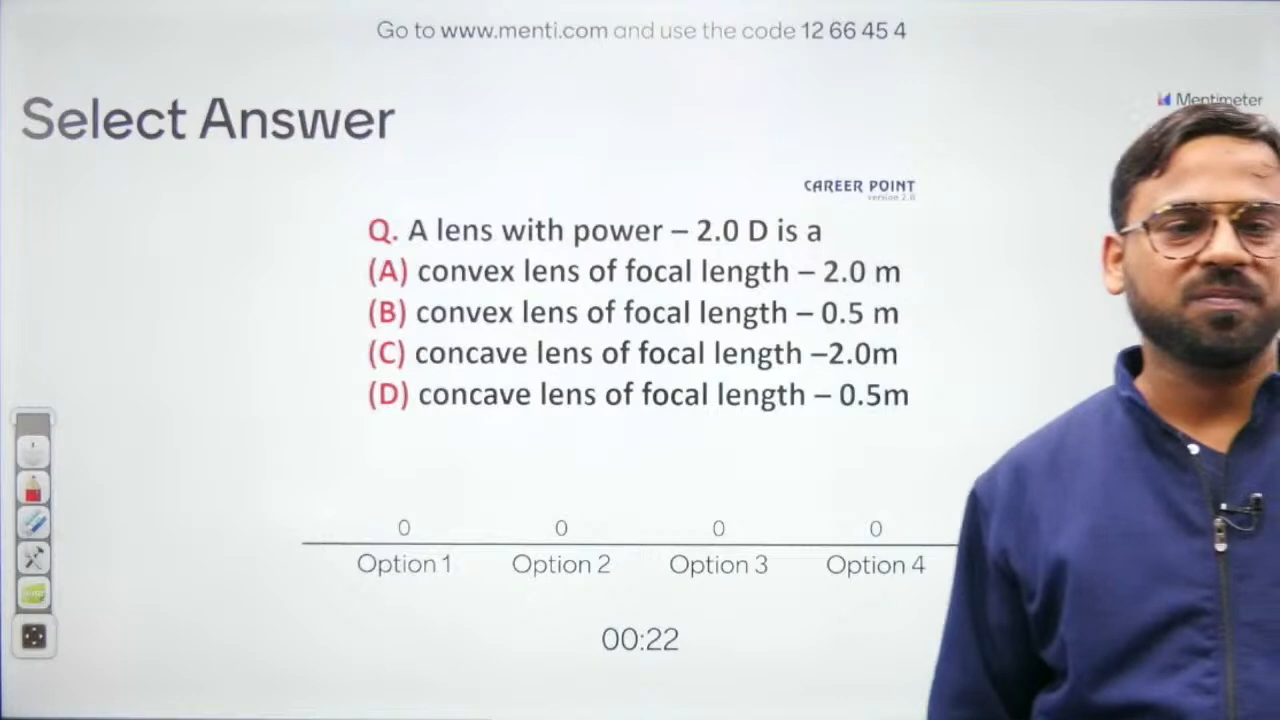 Go to www.menti.com and use the code 12 66 45 4
Select Answer
Mentimeter
CAREER POINT
version 2.0
Q. A lens with power – 2.0 D is a
(A) convex lens of focal length – 2.0 m
(B) convex lens of focal length – 0.5 m
(C) concave lens of focal length –2.0m
(D) concave lens of focal length – 0.5m
0 0 0 0
Option 1 Option 2 Option 3 Option 4
00:22